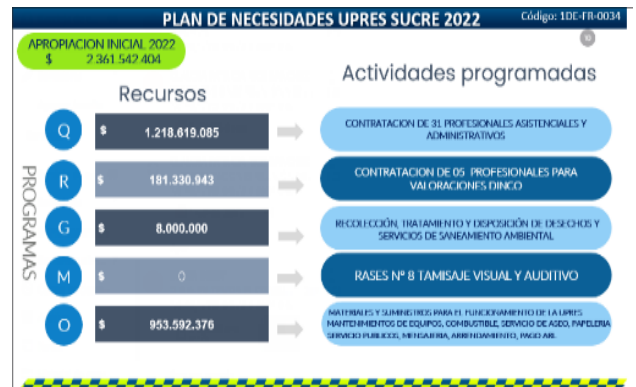 PLAN DE NECESIDADES UPRES SUCRE 2022
Código: 1DE-FR-0034
APROPIACION INICIAL 2022
$ 2.361.542.404
Recursos
Actividades programadas
PROGRAMAS
Q
$ 1.218.619.085
CONTRATACION DE 31 PROFESIONALES ASISTENCIALES Y
ADMINISTRATIVOS
R
$ 181.330.943
CONTRATACION DE 05 PROFESIONALES PARA
VALORACIONES DINCO
G
$ 8.000.000
RECOLECCIÓN, TRATAMIENTO Y DISPOSICIÓN DE DESECHOS Y
SERVICIOS DE SANEAMIENTO AMBIENTAL
M
$ 0
RASES Nº 8 TAMISAJE VISUAL Y AUDITIVO
O
$ 953.592.376
MATERIALES Y SUMINISTROS PARA EL FUNCIONAMIENTO DE LA UPRES
MANTENIMIENTOS DE EQUIPOS, COMBUSTIBLE, SERVICIO DE ASEO, PAPELERIA
SERVICIO PUBLICOS, MENSAJERIA, ARRENDAMIENTO, PAGO ARL